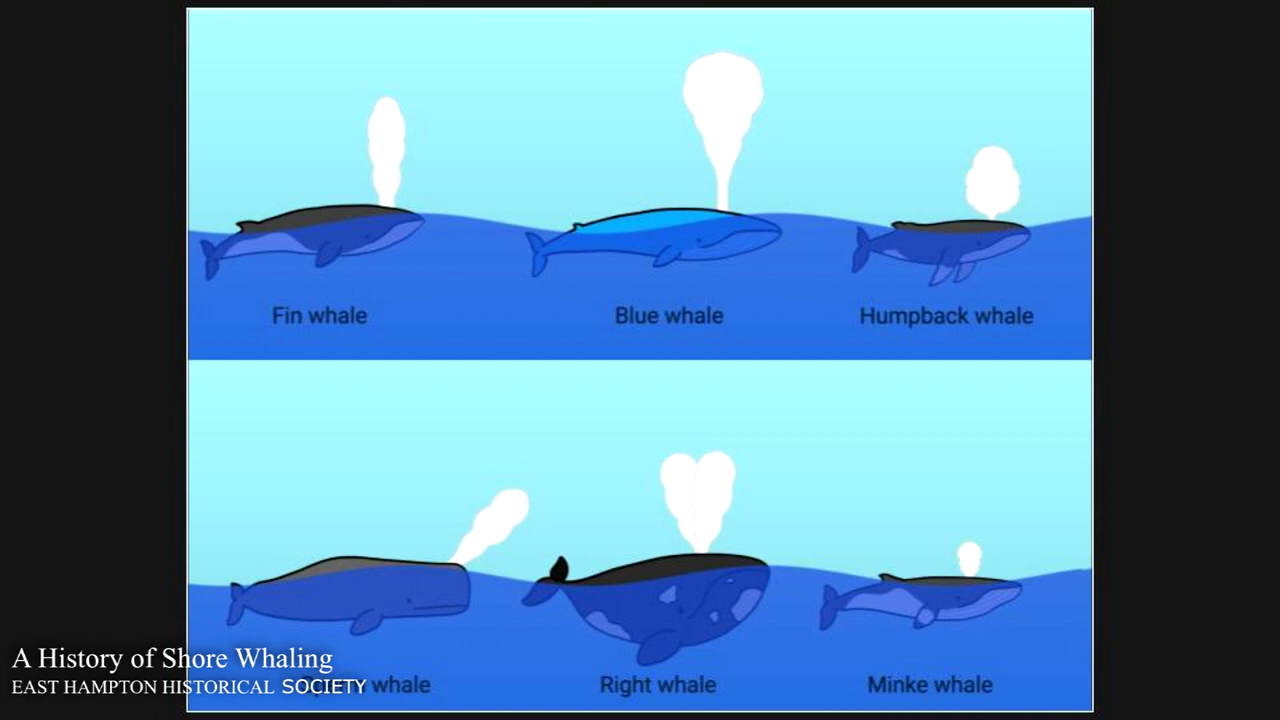 Fin whale
Blue whale
Humpback whale
A History of Shore Whaling
EAST HAMPTON HISTORICAL SOCIETY
whale
Right whale
Minke whale